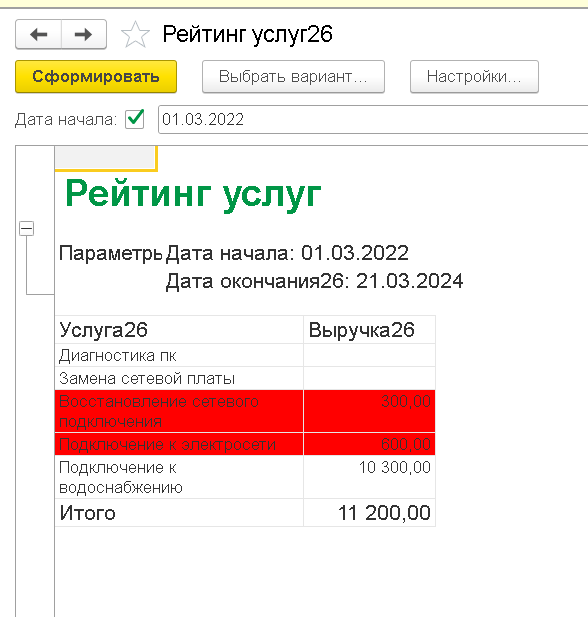 Рейтинг услуг26
Сформировать Выбрать вариант... Настройки...
Дата начала: 01.03.2022
Рейтинг услуг
Параметры Дата начала: 01.03.2022
Дата окончания26: 21.03.2024
Услуга26 Выручка26
Диагностика пк
Замена сетевой платы
Восстановление сетевого 300,00
подключения
Подключение к электросети 600,00
Подключение к 10 300,00
водоснабжению
Итого 11 200,00